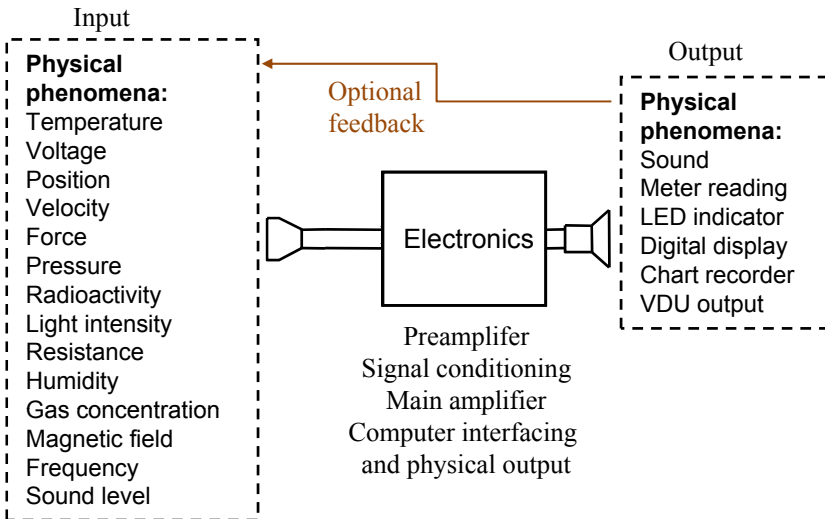 Input
Physical
phenomena:
Temperature
Voltage
Position
Velocity
Force
Pressure
Radioactivity
Light intensity
Resistance
Humidity
Gas concentration
Magnetic field
Frequency
Sound level
Optional
feedback
Electronics
Preamplifer
Signal conditioning
Main amplifier
Computer interfacing
and physical output
Output
Physical
phenomena:
Sound
Meter reading
LED indicator
Digital display
Chart recorder
VDU output